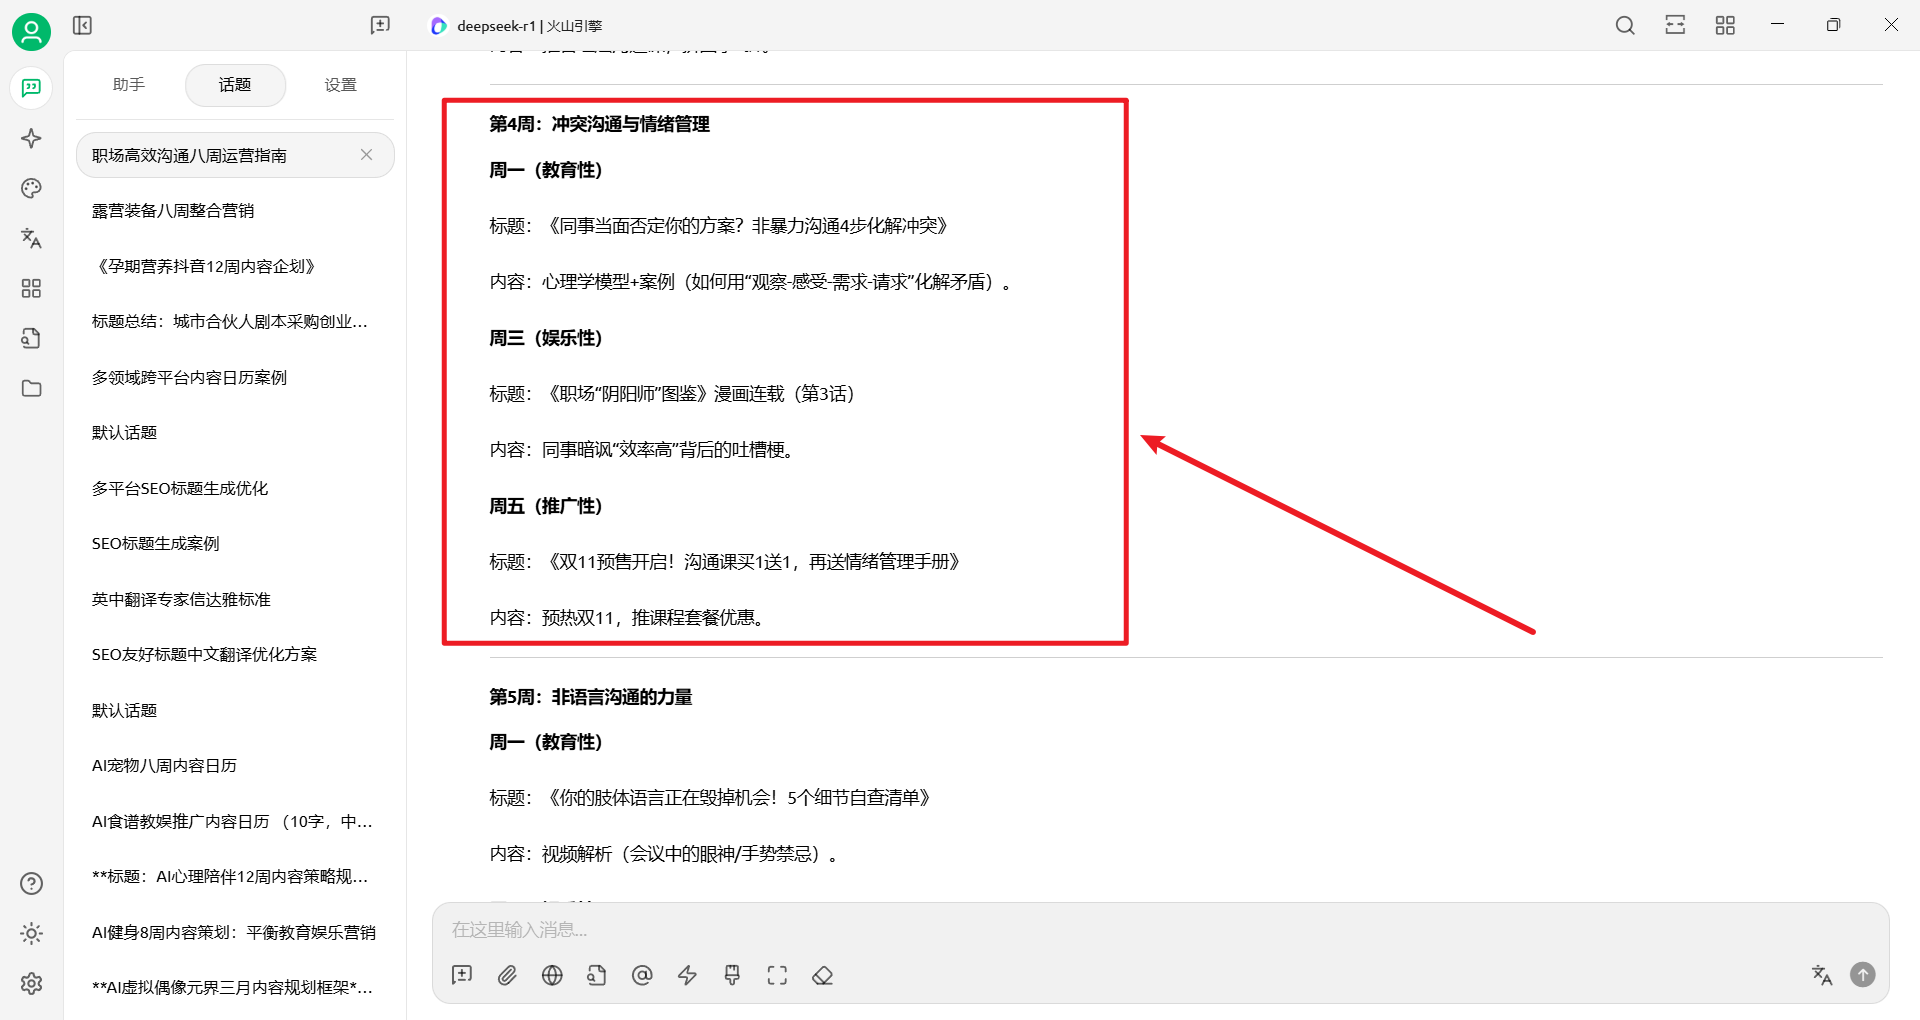 deepseek-r1 | 火山引擎
助手
话题
设置
职场高效沟通八周运营指南
露营装备八周整合营销
《孕期营养抖音12周内容企划》
标题总结：城市合伙人剧本采购创业...
多领域跨平台内容日历案例
默认话题
多平台SEO标题生成优化
SEO标题生成案例
英中翻译专家信达雅标准
SEO友好标题中文翻译优化方案
默认话题
AI宠物八周内容日历
AI食谱教娱推广内容日历 （10字，中...
**标题：AI心理陪伴12周内容策略规...
AI健身8周内容策划：平衡教育娱乐营销
**AI虚拟偶像元界三月内容规划框架*...
第4周：冲突沟通与情绪管理
周一（教育性）
标题：《同事当面否定你的方案？非暴力沟通4步化解冲突》
内容：心理学模型+案例（如何用“观察-感受-需求-请求”化解矛盾）。
周三（娱乐性）
标题：《职场“阴阳师”图鉴》漫画连载（第3话）
内容：同事暗讽“效率高”背后的吐槽梗。
周五（推广性）
标题：《双11预售开启！沟通课买1送1，再送情绪管理手册》
内容：预热双11，推课程套餐优惠。
第5周：非语言沟通的力量
周一（教育性）
标题：《你的肢体语言正在毁掉机会！5个细节自查清单》
内容：视频解析（会议中的眼神/手势禁忌）。
在这里输入消息...